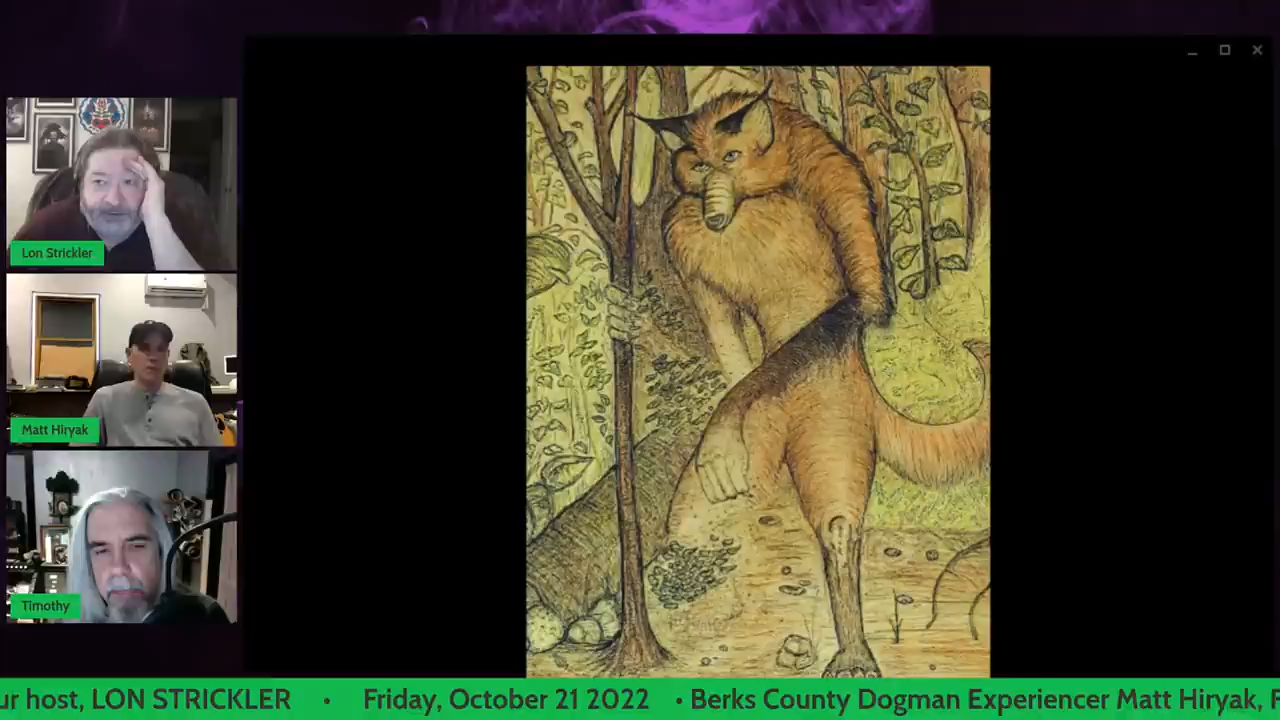 Lon Strickler
Matt Hiryak
Timothy
ur host, LON STRICKLER • Friday, October 21 2022 • Berks County Dogman Experiencer Matt Hiryak,